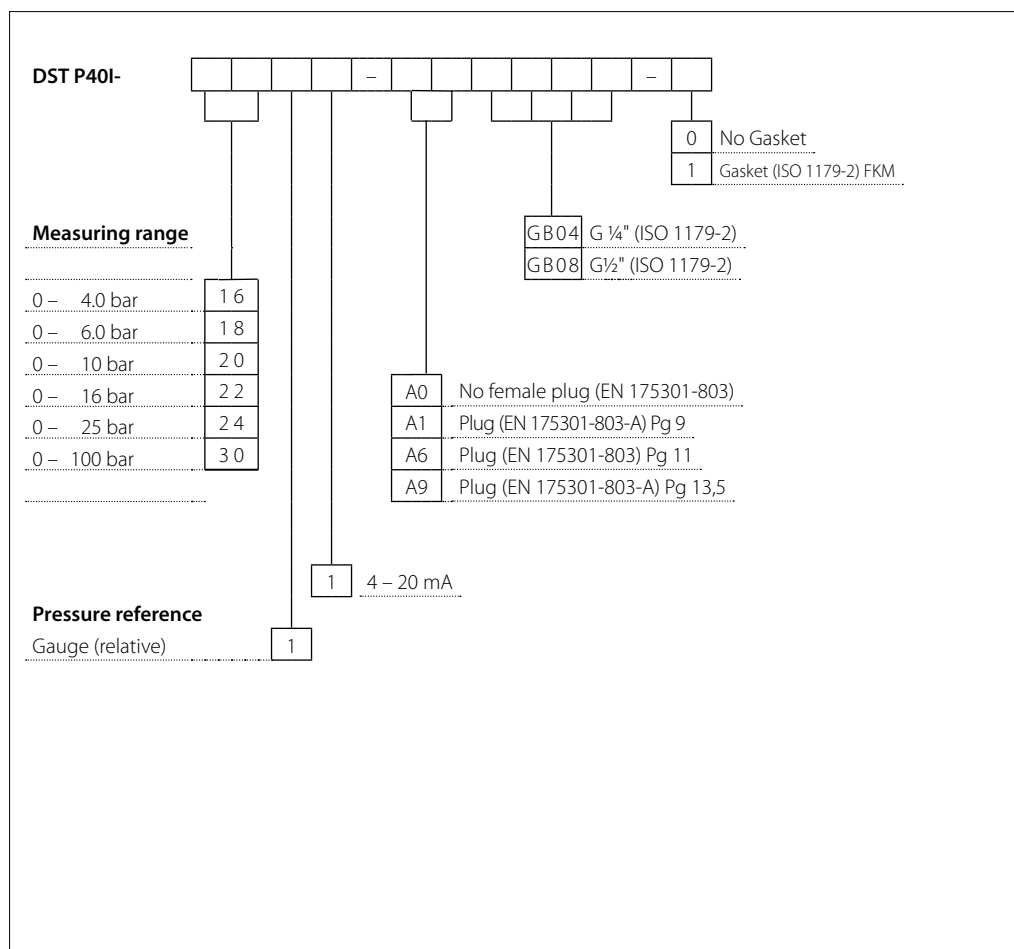 DST P40I-
– –
0 No Gasket
1 Gasket (ISO 1179-2) FKM
Measuring range
GB04 G ¼" (ISO 1179-2)
GB08 G½" (ISO 1179-2)
0 – 4.0 bar 16
0 – 6.0 bar 18
0 – 10 bar 20
0 – 16 bar 22
0 – 25 bar 24
0 – 100 bar 30
A0 No female plug (EN 175301-803)
A1 Plug (EN 175301-803-A) Pg 9
A6 Plug (EN 175301-803) Pg 11
A9 Plug (EN 175301-803-A) Pg 13,5
1 4 – 20 mA
Pressure reference
Gauge (relative) 1